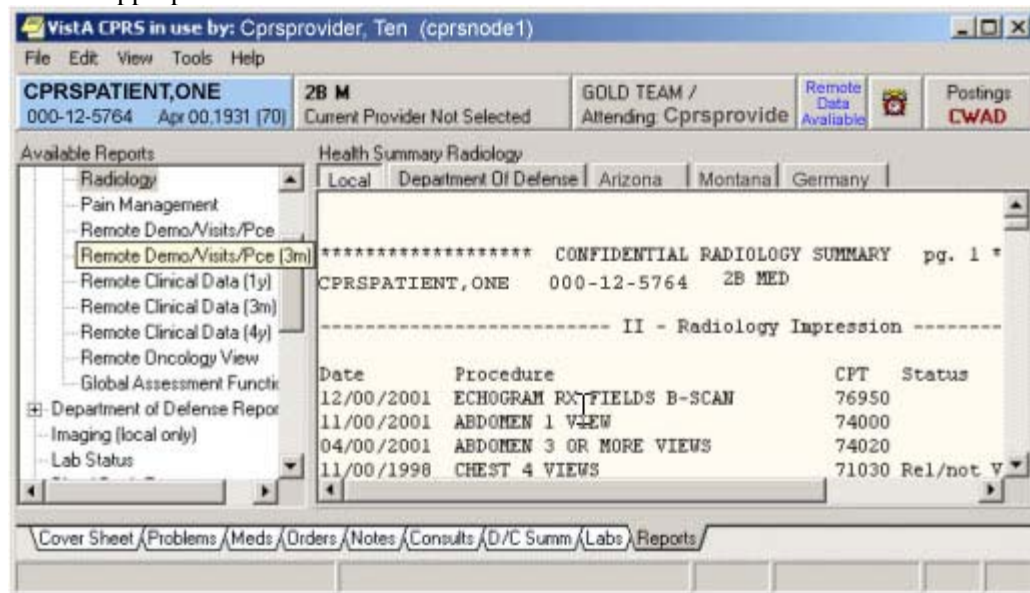 VistA CPRS in use by: Cprsprovider, Ten (cprsnode1)
File Edit View Tools Help
CPRSPATIENT,ONE
000-12-5764 Apr 00,1931 (70)
2B M
Current Provider Not Selected
GOLD TEAM /
Attending: Cprsprovide
Remote
Data
Avaliable
Postings
CWAD
Available Reports
Radiology
Pain Management
Remote Demo/Visits/Pce
Remote Demo/Visits/Pce (3m)
Remote Clinical Data (1y)
Remote Clinical Data (3m)
Remote Clinical Data (4y)
Remote Oncology View
Global Assessment Functic
Department of Defense Repor
Imaging (local only)
Lab Status
Health Summary Radiology
Local Department Of Defense Arizona Montana Germany
******************* CONFIDENTIAL RADIOLOGY SUMMARY pg. 1 *
CPRSPATIENT,ONE 000-12-5764 2B MED
-------------------------- II - Radiology Impression --------
Date Procedure CPT Status
12/00/2001 ECHOGRAM RX FIELDS B-SCAN 76950
11/00/2001 ABDOMEN 1 VIEW 74000
04/00/2001 ABDOMEN 3 OR MORE VIEWS 74020
11/00/1998 CHEST 4 VIEWS 71030 Rel/not V
Cover Sheet Problems Meds Orders Notes Consults D/C Summ Labs Reports